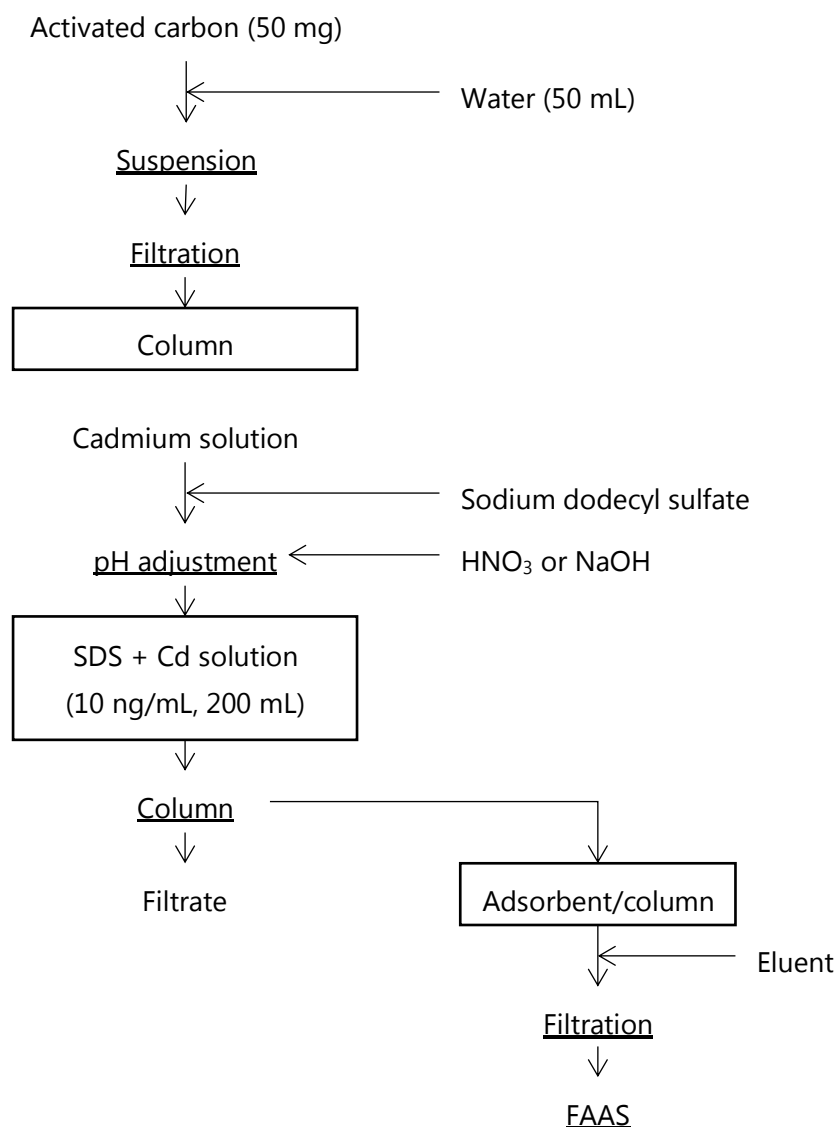 Activated carbon (50 mg)
Water (50 mL)
Suspension
Filtration
Column
Cadmium solution
Sodium dodecyl sulfate
pH adjustment
HNO₃ or NaOH
SDS + Cd solution
(10 ng/mL, 200 mL)
Column
Filtrate
Adsorbent/column
Eluent
Filtration
FAAS